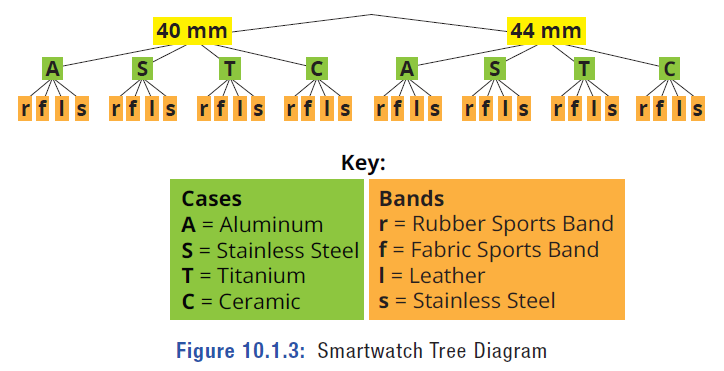 40 mm 44 mm
A S T C A S T C
r f l s r f l s r f l s r f l s r f l s r f l s r f l s r f l s
Key:
Cases
A = Aluminum
S = Stainless Steel
T = Titanium
C = Ceramic
Bands
r = Rubber Sports Band
f = Fabric Sports Band
l = Leather
s = Stainless Steel
Figure 10.1.3: Smartwatch Tree Diagram